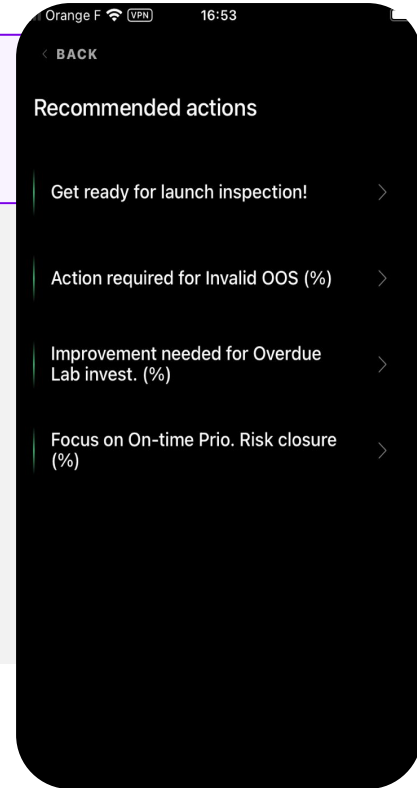 Orange F VPN 16:53
BACK
Recommended actions
Get ready for launch inspection!
Action required for Invalid OOS (%)
Improvement needed for Overdue
Lab invest. (%)
Focus on On-time Prio. Risk closure
(%)